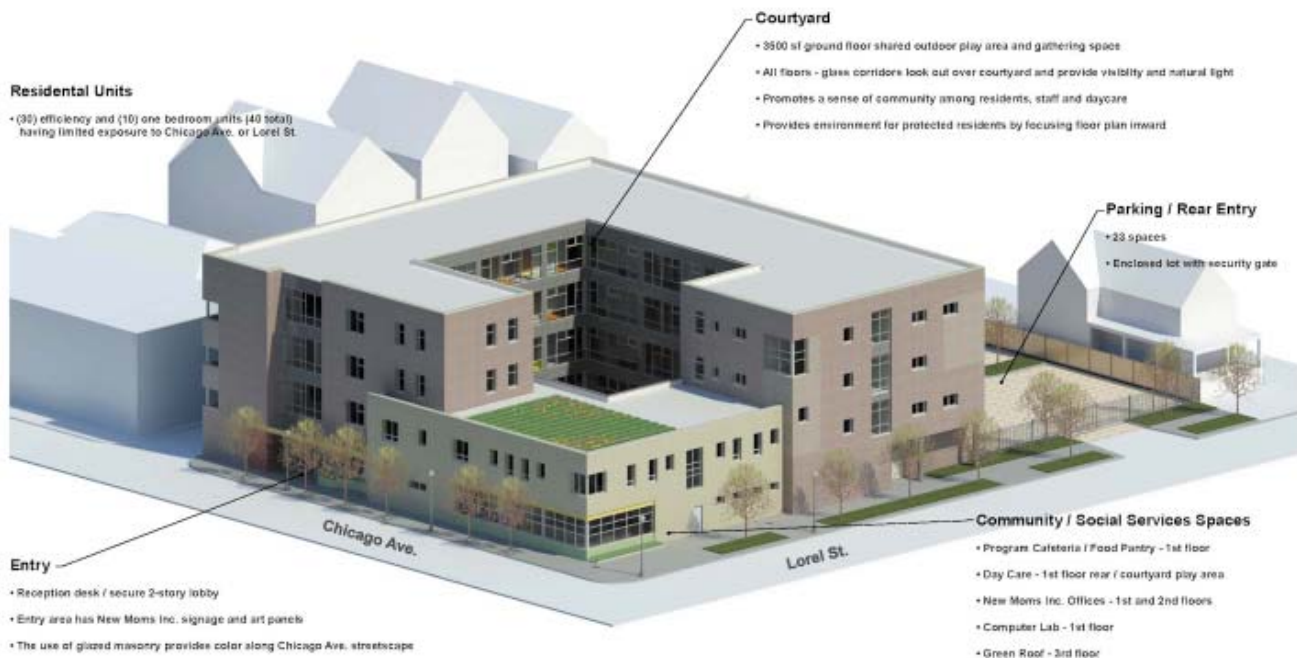 Courtyard
• 3500 sf ground floor shared outdoor play area and gathering space
• All floors - glass corridors look out over courtyard and provide visiblity and natural light
• Promotes a sense of community among residents, staff and daycare
• Provides environment for protected residents by focusing floor plan inward
Residental Units
• (30) efficiency and (10) one bedroom units (40 total)
having limited exposure to Chicago Ave. or Lorel St.
Parking / Rear Entry
• 23 spaces
• Enclosed lot with security gate
Chicago Ave.
Lorel St.
Entry
• Reception desk / secure 2-story lobby
• Entry area has New Moms Inc. signage and art panels
• The use of glazed masonry provides color along Chicago Ave. streetscape
Community / Social Services Spaces
• Program Cafeteria / Food Pantry - 1st floor
• Day Care - 1st floor rear / courtyard play area
• New Moms Inc. Offices - 1st and 2nd floors
• Computer Lab - 1st floor
• Green Roof - 3rd floor